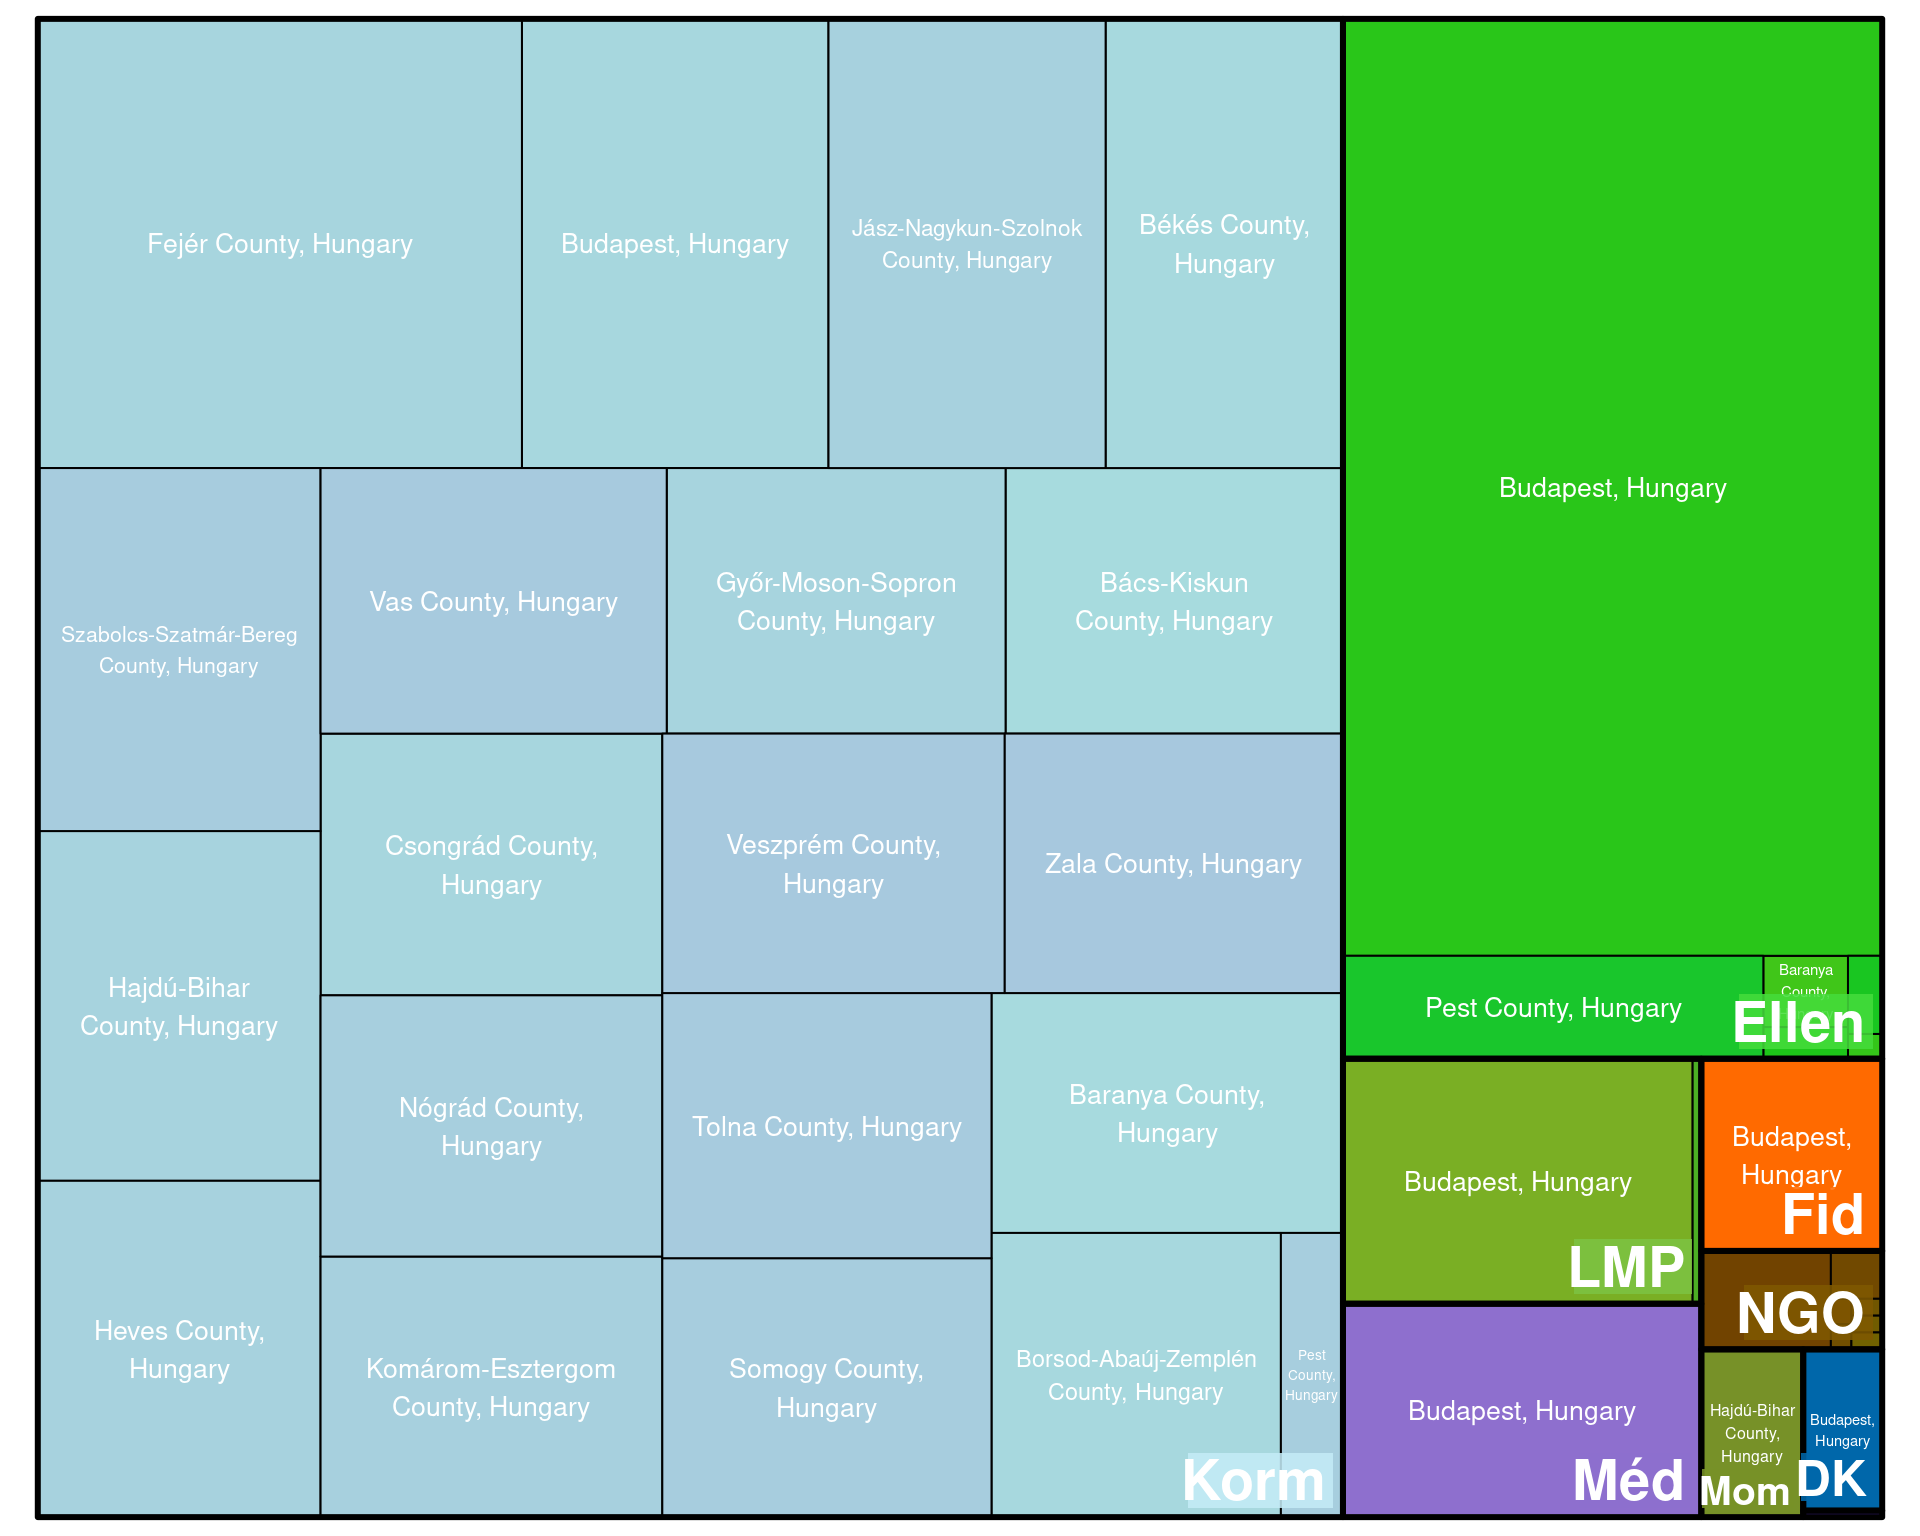 Fejér County, Hungary
Budapest, Hungary
Jász-Nagykun-Szolnok
County, Hungary
Békés County,
Hungary
Szabolcs-Szatmár-Bereg
County, Hungary
Vas County, Hungary
Győr-Moson-Sopron
County, Hungary
Bács-Kiskun
County, Hungary
Csongrád County,
Hungary
Veszprém County,
Hungary
Zala County, Hungary
Hajdú-Bihar
County, Hungary
Nógrád County,
Hungary
Tolna County, Hungary
Baranya County,
Hungary
Heves County,
Hungary
Komárom-Esztergom
County, Hungary
Somogy County,
Hungary
Borsod-Abaúj-Zemplén
County, Hungary
Pest
County,
Hungary
Korm
Budapest, Hungary
Pest County, Hungary
Baranya
County,
Ellen
Budapest, Hungary
LMP
Budapest,
Hungary
Fid
NGO
Budapest, Hungary
Méd
Hajdú-Bihar
County,
Hungary
Mom
Budapest,
Hungary
DK